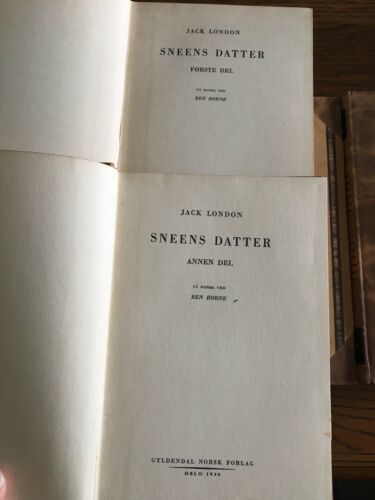 JACK LONDON
SNEENS DATTER
FØRSTE DEL
PÅ NORSK VED
BEN HORNE
JACK LONDON
SNEENS DATTER
ANNEN DEL
PÅ NORSK VED
BEN HORNE
GYLDENDAL NORSK FORLAG
OSLO 1939